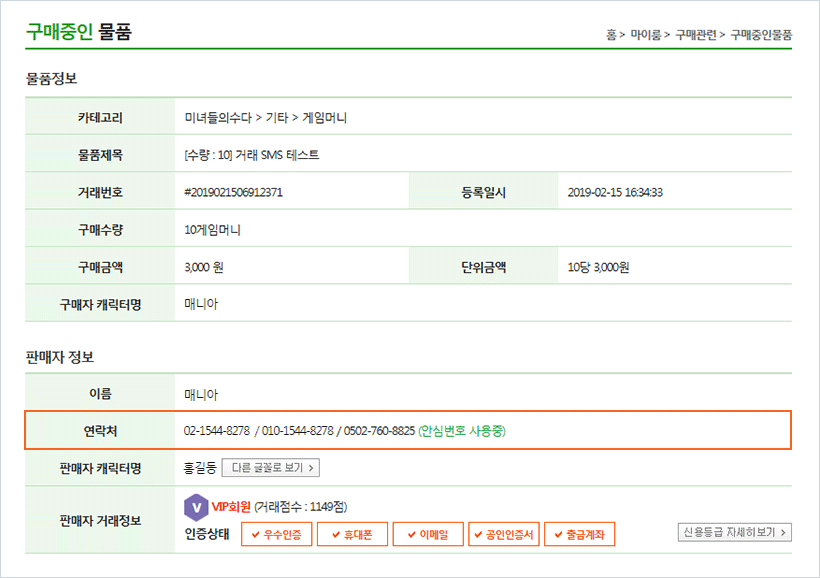 구매중인 물품
홈 > 마이룸 > 구매관련 > 구매중인물품
물품정보
카테고리 미녀들의수다 > 기타 > 게임머니
물품제목 [수량 : 10] 거래 SMS 테스트
거래번호 #2019021506912371 등록일시 2019-02-15 16:34:33
구매수량 10게임머니
구매금액 3,000 원 단위금액 10당 3,000원
구매자 캐릭터명 매니아
판매자 정보
이름 매니아
연락처 02-1544-8278 / 010-1544-8278 / 0502-760-8825 (안심번호 사용중)
판매자 캐릭터명 홍길동 다른 글꼴로 보기 >
판매자 거래정보 V VIP회원 (거래점수 : 1149점)
인증상태 우수인증 휴대폰 이메일 공인인증서 출금계좌 신용등급 자세히보기 >